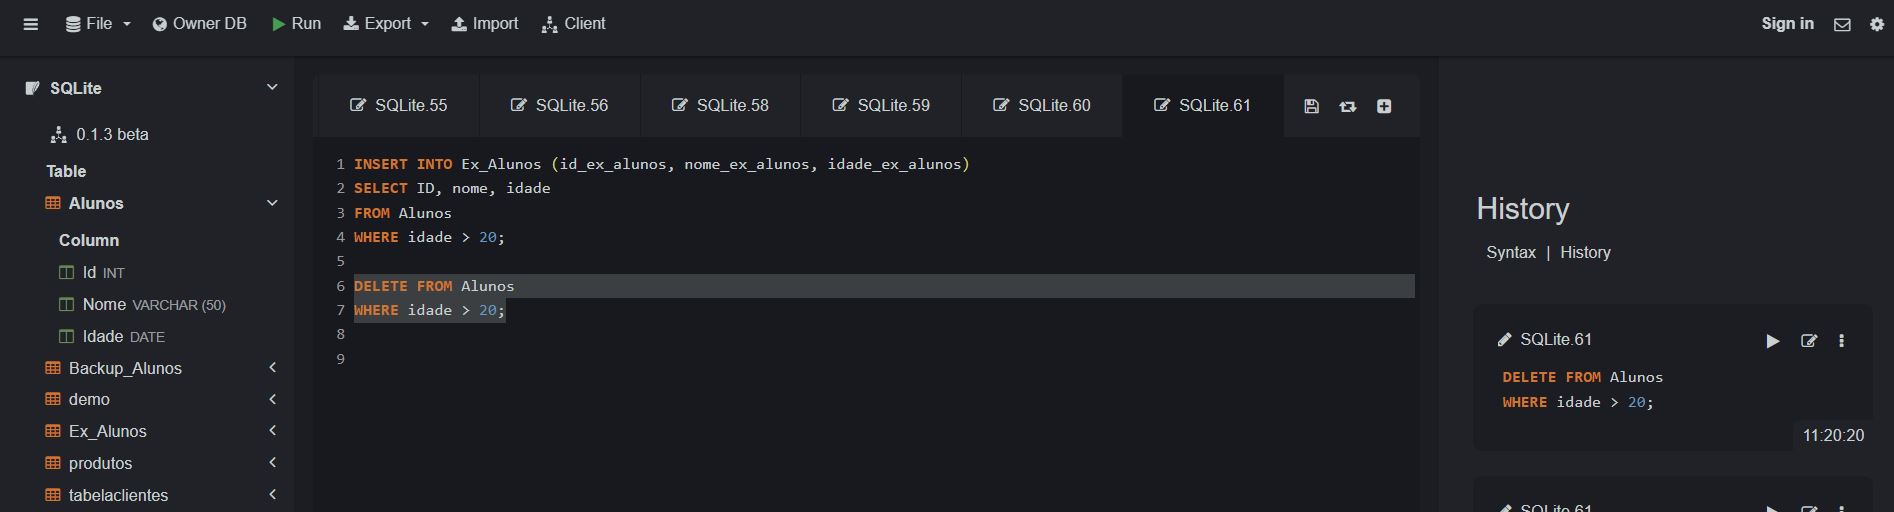 File Owner DB Run Export Import Client Sign in
SQLite
0.1.3 beta
Table
Alunos
Column
Id INT
Nome VARCHAR (50)
Idade DATE
Backup_Alunos
demo
Ex_Alunos
produtos
tabelaclientes
SQLite.55 SQLite.56 SQLite.58 SQLite.59 SQLite.60 SQLite.61
1 INSERT INTO Ex_Alunos (id_ex_alunos, nome_ex_alunos, idade_ex_alunos)
2 SELECT ID, nome, idade
3 FROM Alunos
4 WHERE idade > 20;
5
6 DELETE FROM Alunos
7 WHERE idade > 20;
8
9
History
Syntax | History
SQLite.61
DELETE FROM Alunos
WHERE idade > 20;
11:20:20
SQLite.61